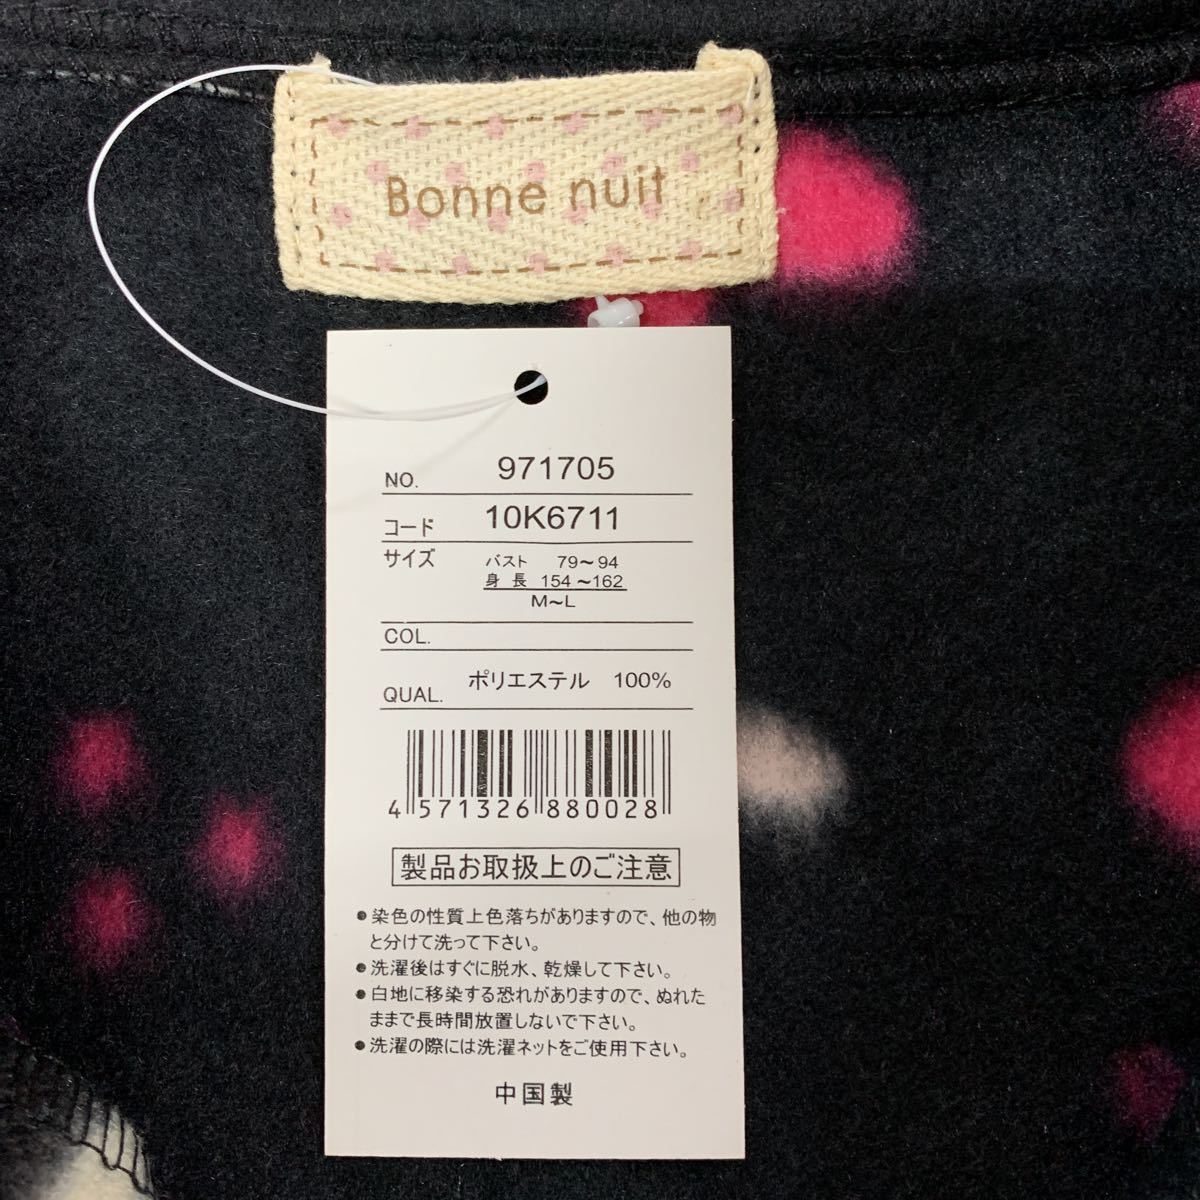 Bonne nuit
NO. 971705
コード 10K6711
サイズ バスト 79〜94
身長 154〜162
M〜L
COL.
QUAL. ポリエステル 100%
4 571326 880028
製品お取扱上のご注意
●染色の性質上色落ちがありますので、他の物
と分けて洗って下さい。
●洗濯後はすぐに脱水、乾燥して下さい。
●白地に移染する恐れがありますので、ぬれた
ままで長時間放置しないで下さい。
●洗濯の際には洗濯ネットをご使用下さい。
中国製